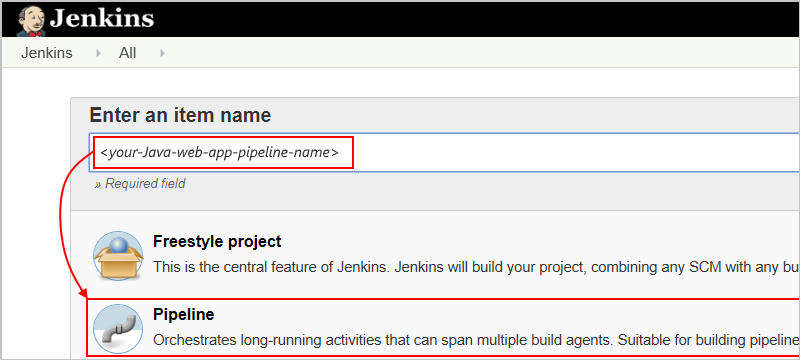 Jenkins
Jenkins All
Enter an item name
<your-Java-web-app-pipeline-name>
» Required field
Freestyle project
This is the central feature of Jenkins. Jenkins will build your project, combining any SCM with any bu
Pipeline
Orchestrates long-running activities that can span multiple build agents. Suitable for building pipeline